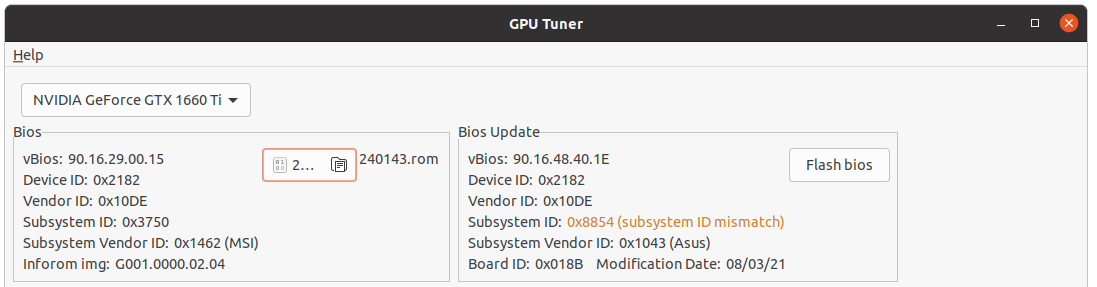 GPU Tuner
Help
NVIDIA GeForce GTX 1660 Ti
Bios
vBios: 90.16.29.00.15
2... 240143.rom
Device ID: 0x2182
Vendor ID: 0x10DE
Subsystem ID: 0x3750
Subsystem Vendor ID: 0x1462 (MSI)
Inforom img: G001.0000.02.04
Bios Update
vBios: 90.16.48.40.1E
Flash bios
Device ID: 0x2182
Vendor ID: 0x10DE
Subsystem ID: 0x8854 (subsystem ID mismatch)
Subsystem Vendor ID: 0x1043 (Asus)
Board ID: 0x018B Modification Date: 08/03/21